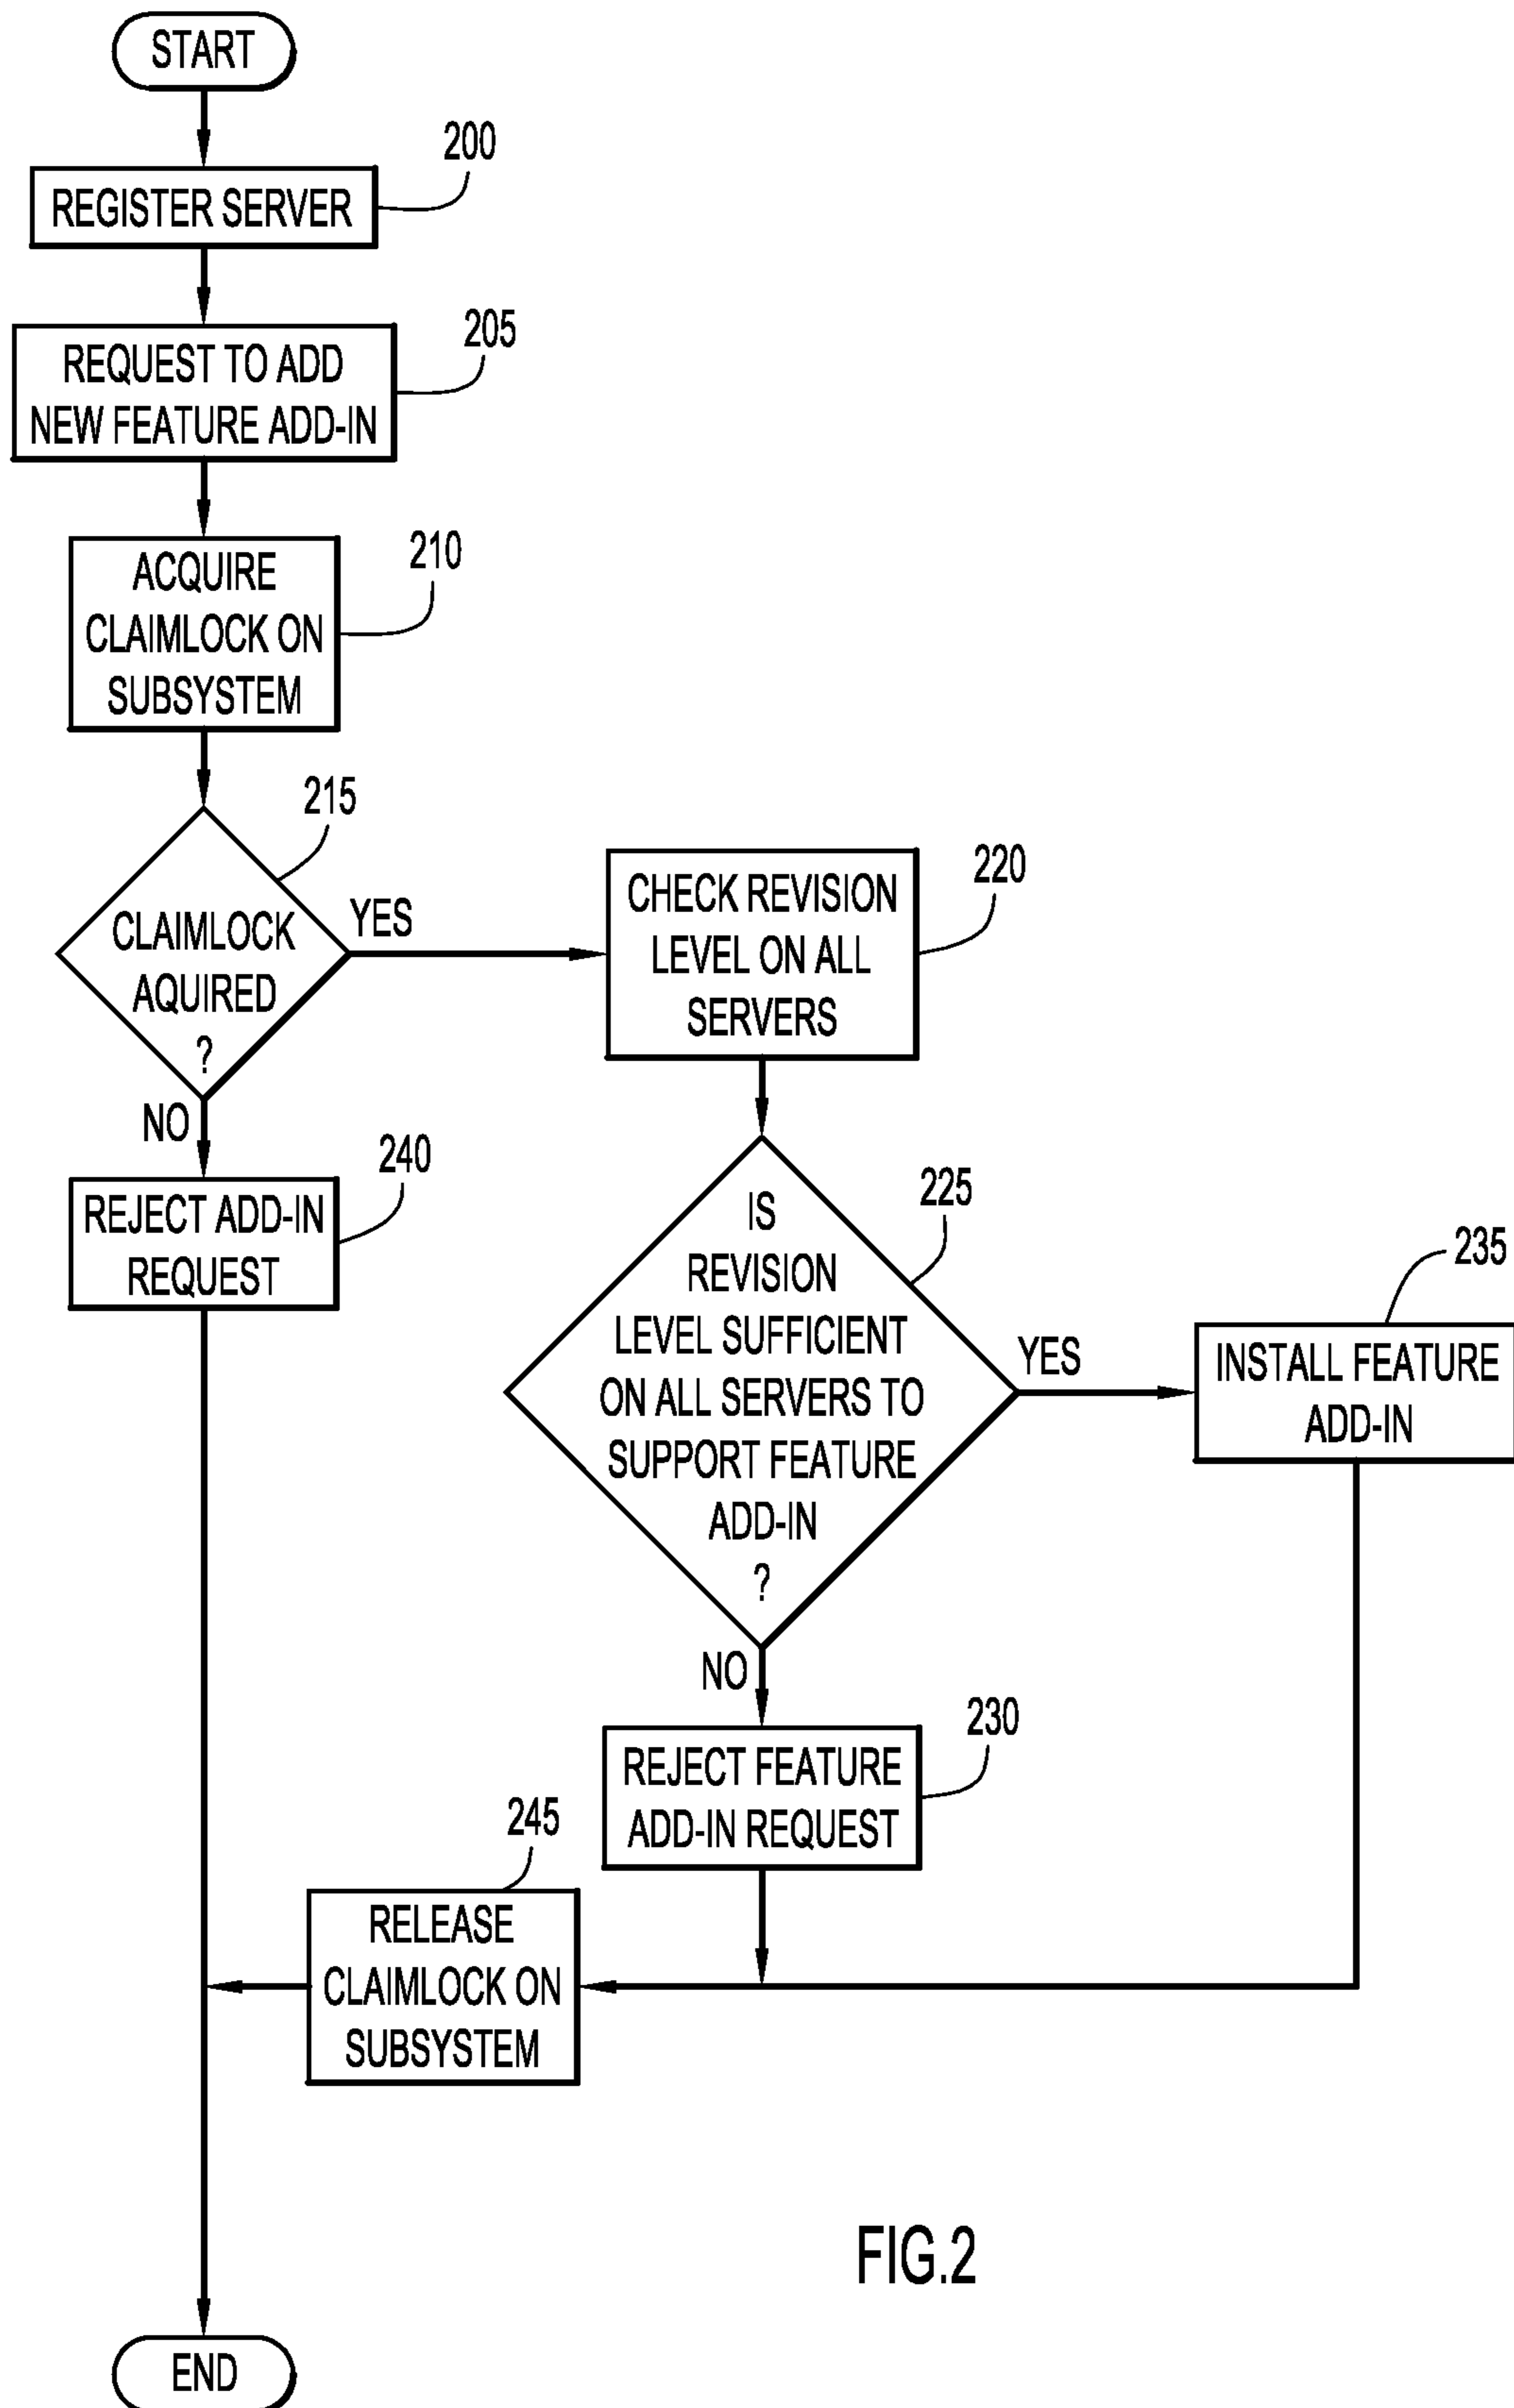 START
200
REGISTER SERVER
205
REQUEST TO ADD
NEW FEATURE ADD-IN
210
ACQUIRE
CLAIMLOCK ON
SUBSYSTEM
215
CLAIMLOCK
AQUIRED
?
YES
NO
220
CHECK REVISION
LEVEL ON ALL
SERVERS
240
REJECT ADD-IN
REQUEST
225
IS
REVISION
LEVEL SUFFICIENT
ON ALL SERVERS TO
SUPPORT FEATURE
ADD-IN
?
YES
NO
235
INSTALL FEATURE
ADD-IN
230
REJECT FEATURE
ADD-IN REQUEST
245
RELEASE
CLAIMLOCK ON
SUBSYSTEM
FIG.2
END